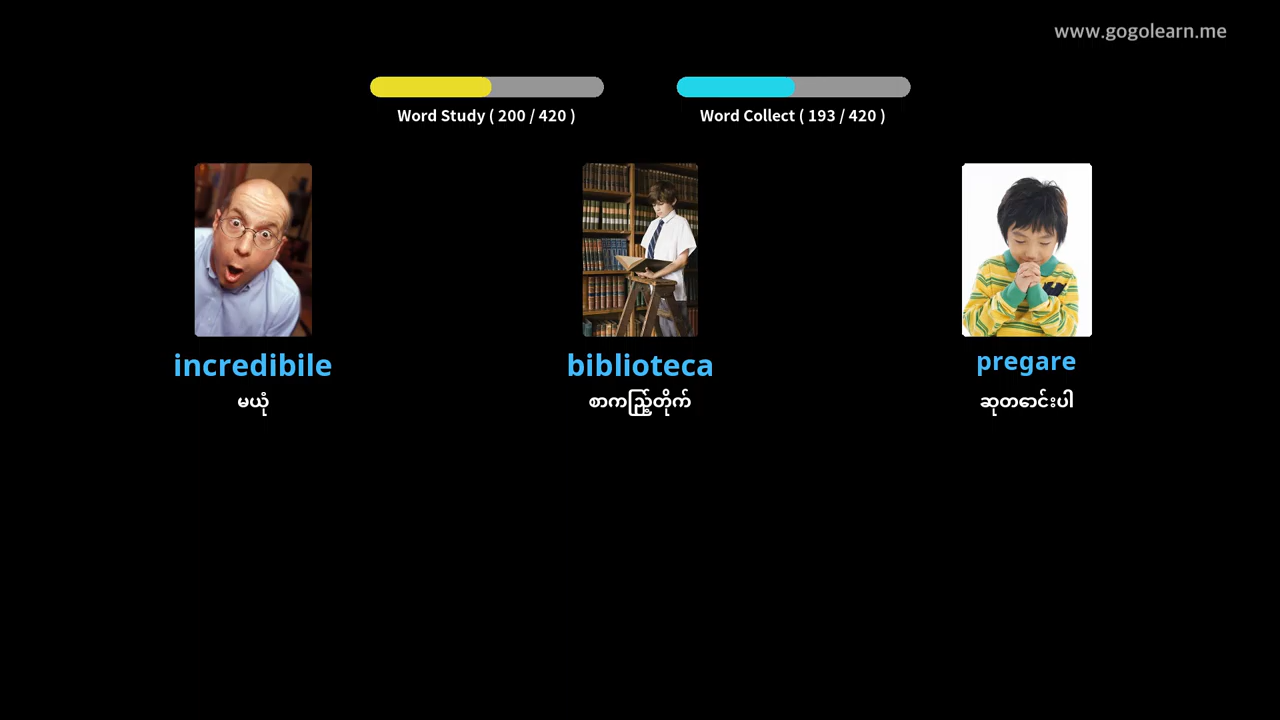 www.gogolearn.me
Word Study ( 200 / 420 )
Word Collect ( 193 / 420 )
incredibile
biblioteca
pregare
မယုံ
စာကြည့်တိုက်
ဆုတောင်းပါ